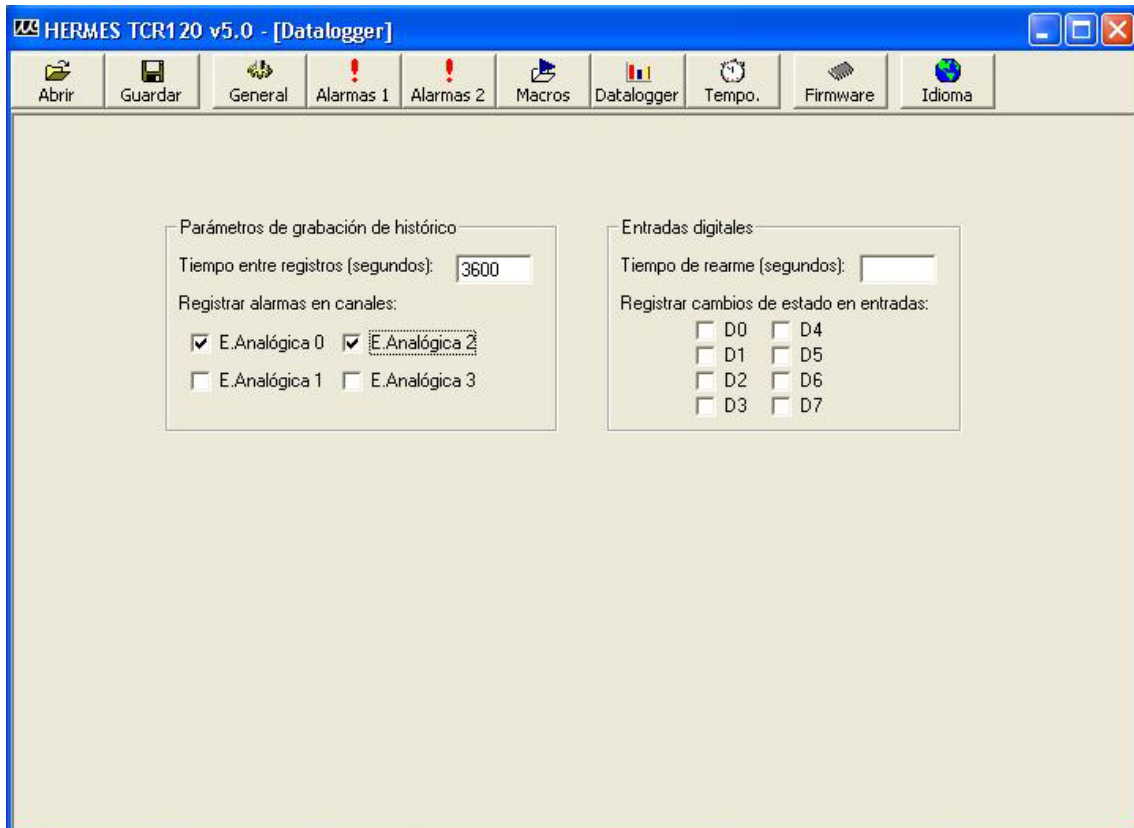 HERMES TCR120 v5.0 - [Datalogger]
Abrir Guardar General Alarmas 1 Alarmas 2 Macros Datalogger Tempo. Firmware Idioma
Parámetros de grabación de histórico
Tiempo entre registros (segundos): 3600
Registrar alarmas en canales:
E.Analógica 0 E.Analógica 2
E.Analógica 1 E.Analógica 3
Entradas digitales
Tiempo de rearme (segundos):
Registrar cambios de estado en entradas:
D0 D4
D1 D5
D2 D6
D3 D7